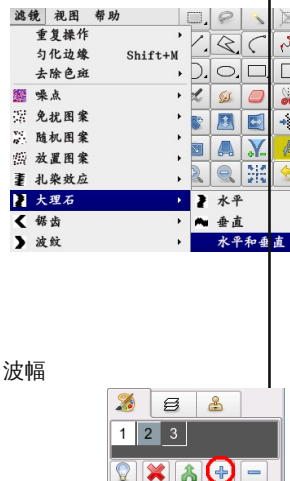 滤镜 视图 帮助
重复操作
匀化边缘 Shift+M
去除色斑
噪点
免扰图案
随机图案
放置图案
扎染效应
大理石 水平
锯齿 垂直
波纹 水平和垂直
波幅
1 2 3